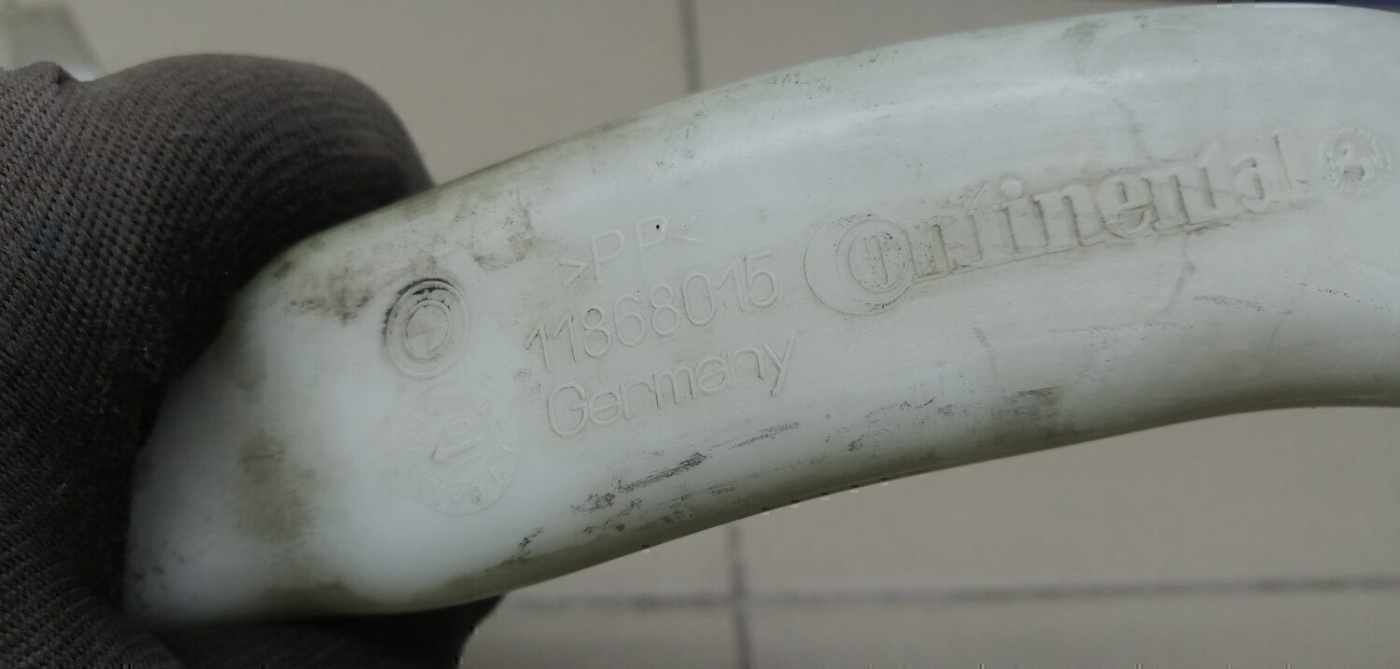 >PP<
11868015
Germany
Continental